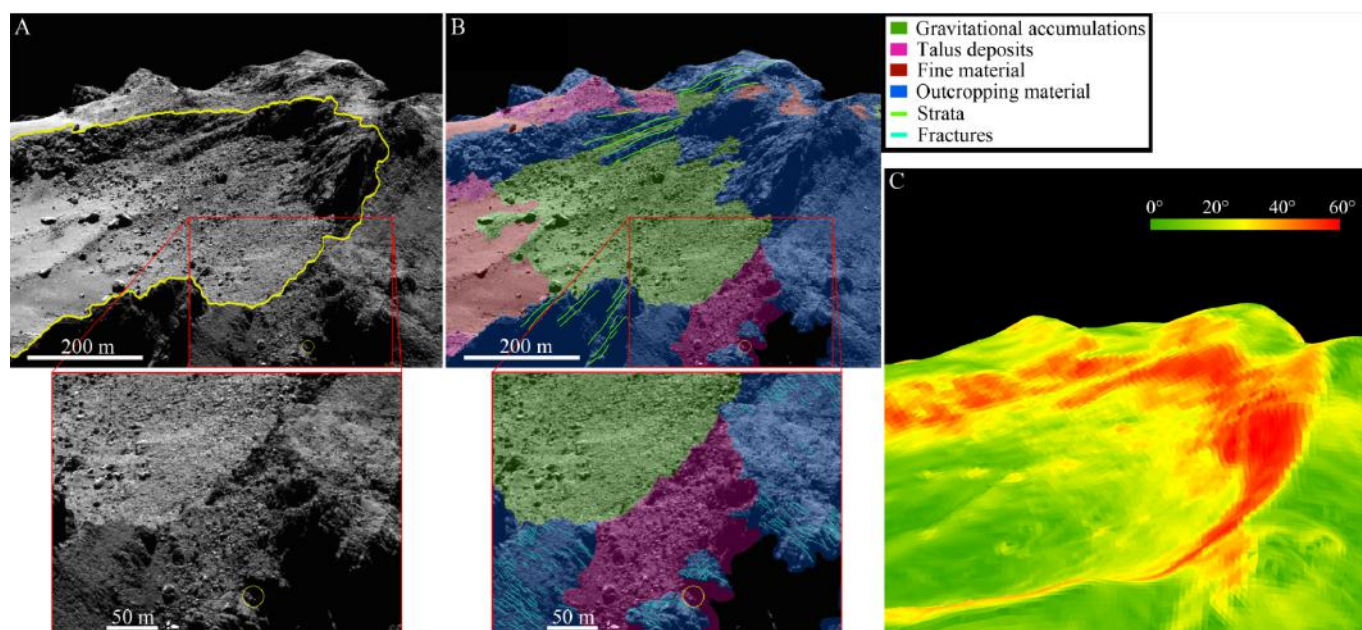 A
B
Gravitational accumulations
Talus deposits
Fine material
Outcropping material
Strata
Fractures
C
0° 20° 40° 60°
200 m
200 m
50 m
50 m